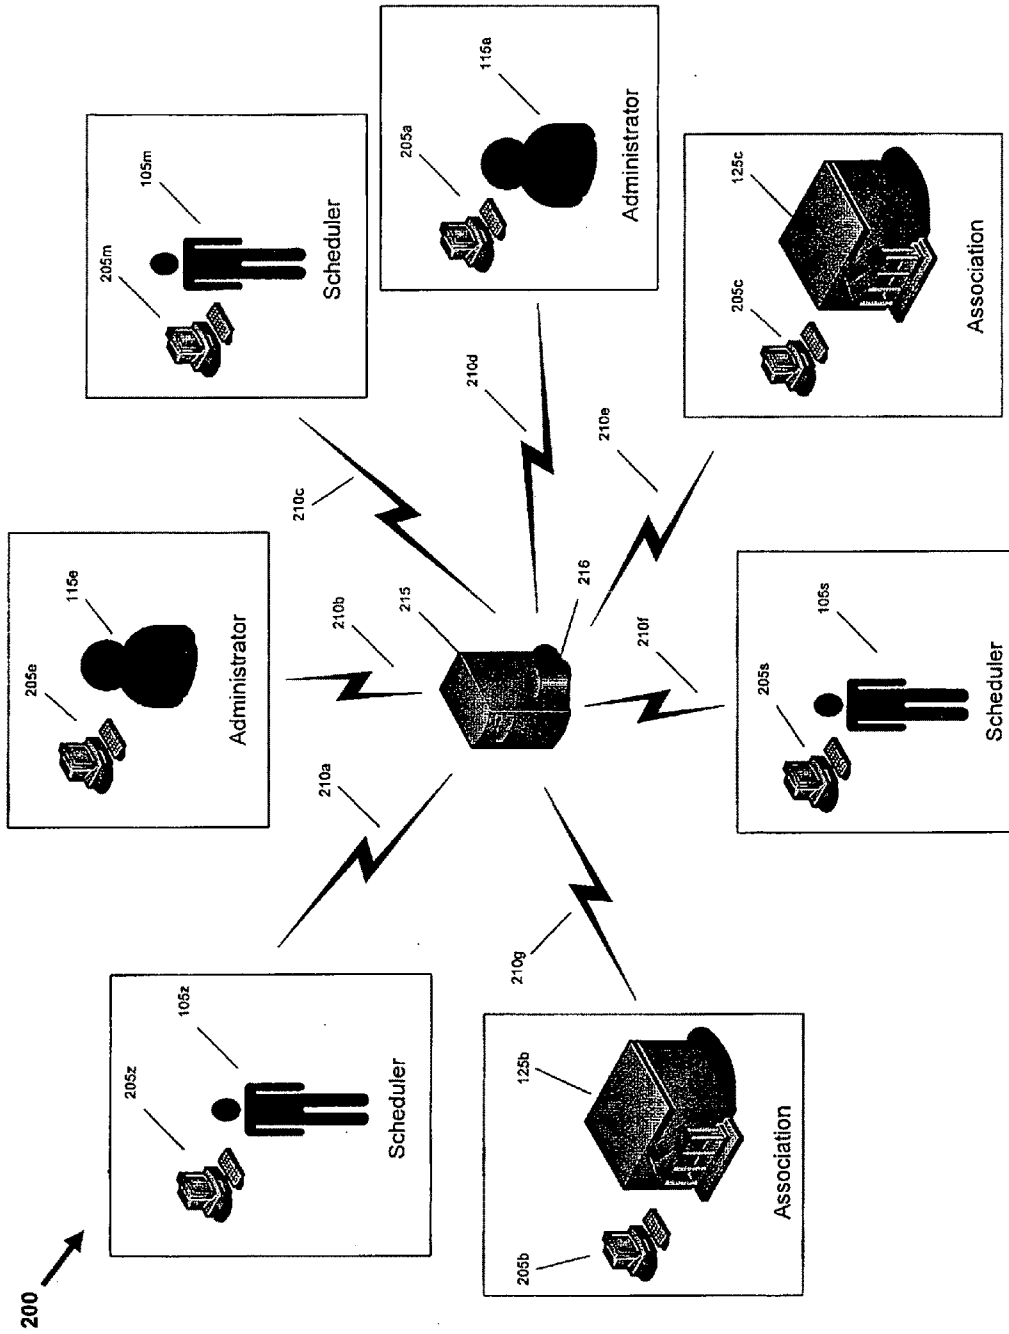 200
205z
105z
Scheduler
210a
205e
115e
Administrator
210b
210c
205m
105m
Scheduler
205a
115a
Administrator
210d
215
216
210e
205c
125c
Association
210f
205s
105s
Scheduler
210g
205b
125b
Association